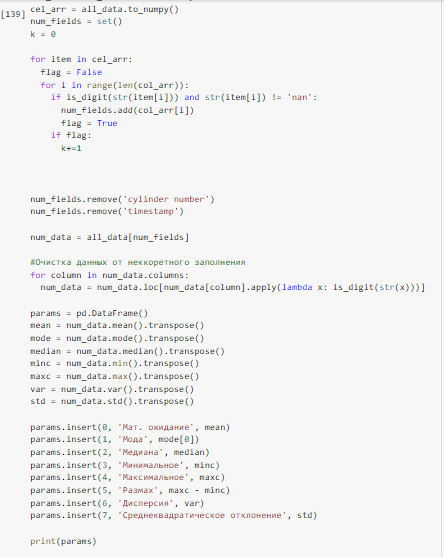 [139] cel_arr = all_data.to_numpy()
num_fields = set()
k = 0
for item in cel_arr:
  flag = False
  for i in range(len(col_arr)):
    if is_digit(str(item[i])) and str(item[i]) != 'nan':
      num_fields.add(col_arr[i])
      flag = True
    if flag:
      k+=1
num_fields.remove('cylinder number')
num_fields.remove('timestamp')
num_data = all_data[num_fields]
#Очистка данных от неккоретного заполнения
for column in num_data.columns:
  num_data = num_data.loc[num_data[column].apply(lambda x: is_digit(str(x)))]
params = pd.DataFrame()
mean = num_data.mean().transpose()
mode = num_data.mode().transpose()
median = num_data.median().transpose()
minc = num_data.min().transpose()
maxc = num_data.max().transpose()
var = num_data.var().transpose()
std = num_data.std().transpose()
params.insert(0, 'Мат. ожидание', mean)
params.insert(1, 'Мода', mode[0])
params.insert(2, 'Медиана', median)
params.insert(3, 'Минимальное', minc)
params.insert(4, 'Максимальное', maxc)
params.insert(5, 'Размах', maxc - minc)
params.insert(6, 'Дисперсия', var)
params.insert(7, 'Среднеквадратическое отклонение', std)
print(params)